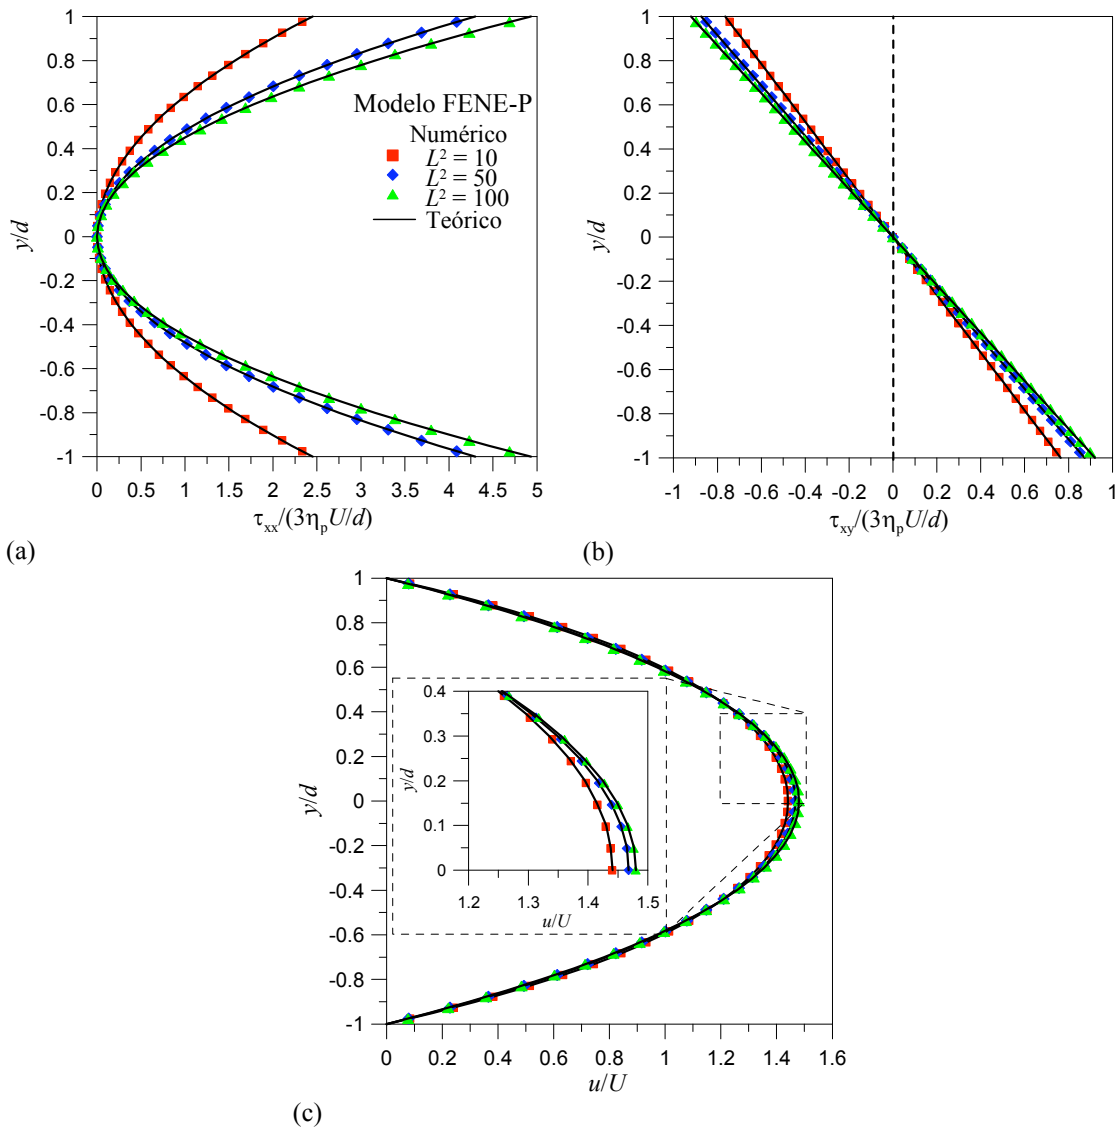 1
0.8
0.6
0.4
0.2
0
-0.2
-0.4
-0.6
-0.8
-1
y/d
0 0.5 1 1.5 2 2.5 3 3.5 4 4.5 5
τxx/(3ηpU/d)
Modelo FENE-P
Numérico
L² = 10
L² = 50
L² = 100
Teórico
(a)
1
0.8
0.6
0.4
0.2
0
-0.2
-0.4
-0.6
-0.8
-1
y/d
-1 -0.8 -0.6 -0.4 -0.2 0 0.2 0.4 0.6 0.8 1
τxy/(3ηpU/d)
(b)
1
0.8
0.6
0.4
0.2
0
-0.2
-0.4
-0.6
-0.8
-1
y/d
0.4
0.3
0.2
0.1
0
y/d
1.2 1.3 1.4 1.5
u/U
0 0.2 0.4 0.6 0.8 1 1.2 1.4 1.6
u/U
(c)